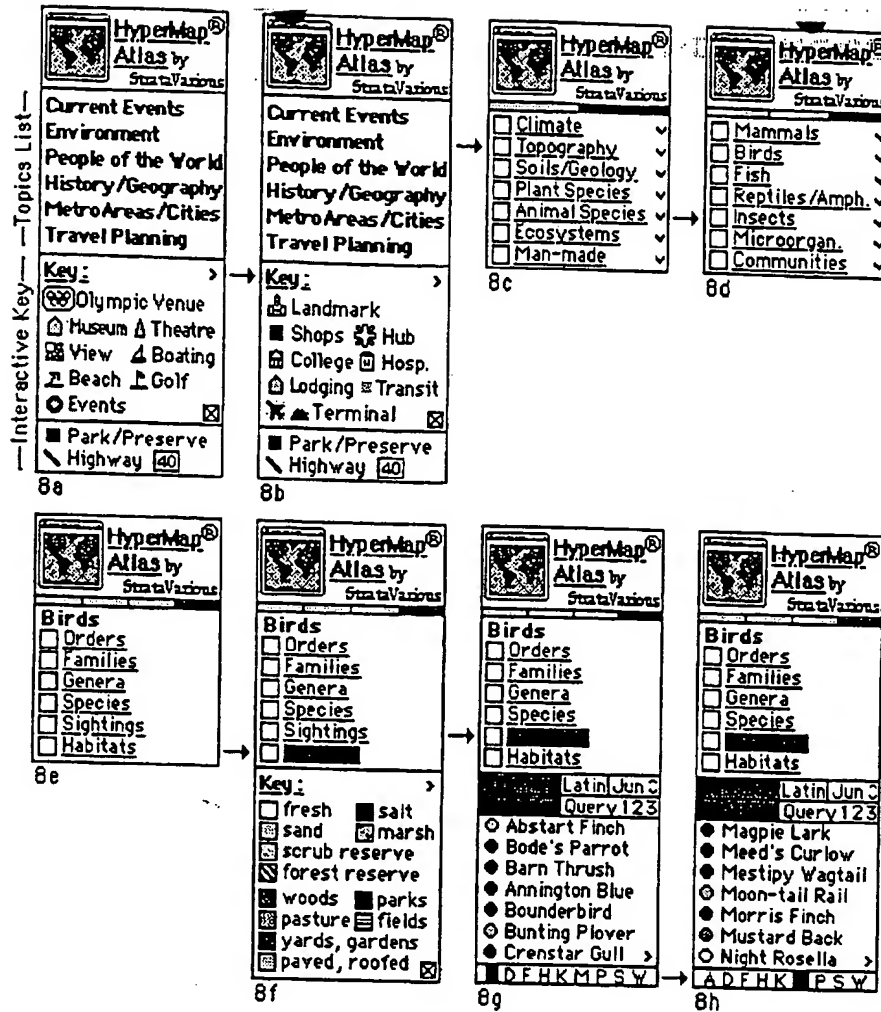 HyperMap®
Atlas by
StrataVarious
Current Events
Environment
People of the World
History/Geography
MetroAreas/Cities
Travel Planning
Key: >
Olympic Venue
Museum Theatre
View Boating
Beach Golf
Events
Park/Preserve
Highway 40
8a
—Interactive Key— —Topics List—
HyperMap®
Atlas by
StrataVarious
Current Events
Environment
People of the World
History/Geography
MetroAreas/Cities
Travel Planning
Key: >
Landmark
Shops Hub
College Hosp.
Lodging Transit
Terminal
Park/Preserve
Highway 40
8b
HyperMap®
Atlas by
StrataVarious
Climate
Topography
Soils/Geology
Plant Species
Animal Species
Ecosystems
Man-made
8c
HyperMap®
Atlas by
StrataVarious
Mammals
Birds
Fish
Reptiles/Amph.
Insects
Microorgan.
Communities
8d
HyperMap®
Atlas by
StrataVarious
Birds
Orders
Families
Genera
Species
Sightings
Habitats
8e
HyperMap®
Atlas by
StrataVarious
Birds
Orders
Families
Genera
Species
Sightings
Key: >
fresh salt
sand marsh
scrub reserve
forest reserve
woods parks
pasture fields
yards, gardens
paved, roofed
8f
HyperMap®
Atlas by
StrataVarious
Birds
Orders
Families
Genera
Species
Habitats
Latin Jun
Query 123
Abstart Finch
Bode's Parrot
Barn Thrush
Annington Blue
Bounderbird
Bunting Plover
Crenstar Gull >
D F H K M P S W
8g
HyperMap®
Atlas by
StrataVarious
Birds
Orders
Families
Genera
Species
Habitats
Latin Jun
Query 123
Magpie Lark
Meed's Curlow
Mestipy Wagtail
Moon-tail Rail
Morris Finch
Mustard Back
Night Rosella >
A D F H K P S W
8h